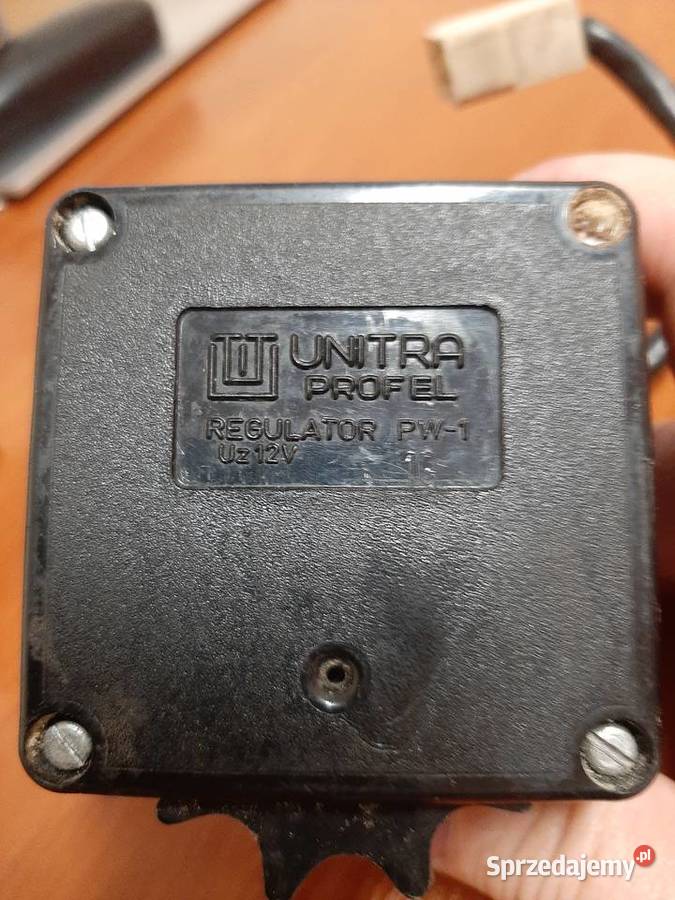 UNITRA
PROFEL
REGULATOR PW-1
Uz 12V
Sprzedajemy.pl